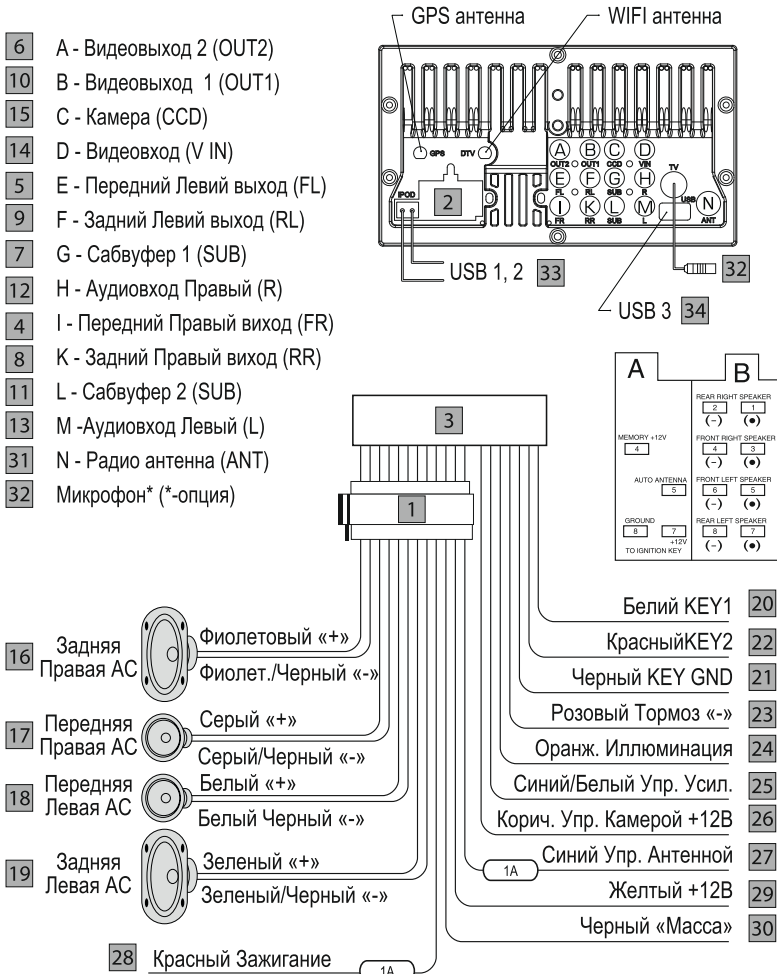 GPS антенна
WIFI антенна
6 A - Видеовыход 2 (OUT2)
10 B - Видеовыход 1 (OUT1)
15 C - Камера (CCD)
14 D - Видеовход (V IN)
5 E - Передний Левий выход (FL)
9 F - Задний Левий выход (RL)
7 G - Сабвуфер 1 (SUB)
12 H - Аудиовход Правый (R)
4 I - Передний Правый виход (FR)
8 K - Задний Правый виход (RR)
11 L - Сабвуфер 2 (SUB)
13 M -Аудиовход Левый (L)
31 N - Радио антенна (ANT)
32 Микрофон* (*-опция)
GPS DTV
A B C D
OUT2 OUT1 CCD VIN
TV
E F G H
FL RL SUB R
IPOD
2
USB
I K L M N
FR RR SUB L ANT
USB 1, 2 33
32
USB 3 34
3
1
A B
REAR RIGHT SPEAKER
2 1
(-) (●)
MEMORY +12V
4
FRONT RIGHT SPEAKER
4 3
(-) (●)
AUTO ANTENNA
5
FRONT LEFT SPEAKER
6 5
(-) (●)
GROUND
8 7
+12V
TO IGNITION KEY
REAR LEFT SPEAKER
8 7
(-) (●)
16 Задняя
Правая АС
Фиолетовый «+»
Фиолет./Черный «-»
17 Передняя
Правая АС
Серый «+»
Серый/Черный «-»
18 Передняя
Левая АС
Белый «+»
Белый Черный «-»
19 Задняя
Левая АС
Зеленый «+»
Зеленый/Черный «-»
28 Красный Зажигание
1A
Белий KEY1 20
КрасныйKEY2 22
Черный KEY GND 21
Розовый Тормоз «-» 23
Оранж. Иллюминация 24
Синий/Белый Упр. Усил. 25
Корич. Упр. Камерой +12В 26
Синий Упр. Антенной 27
1A
Желтый +12В 29
Черный «Масса» 30